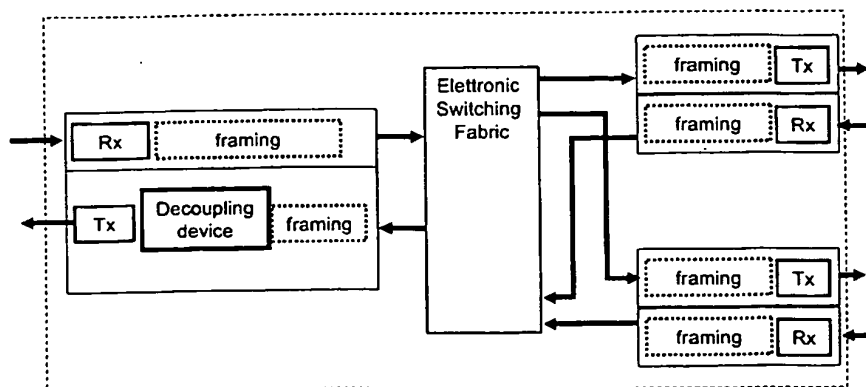 Rx
framing
Tx
Decoupling
device
framing
Elettronic
Switching
Fabric
framing
Tx
framing
Rx
framing
Tx
framing
Rx